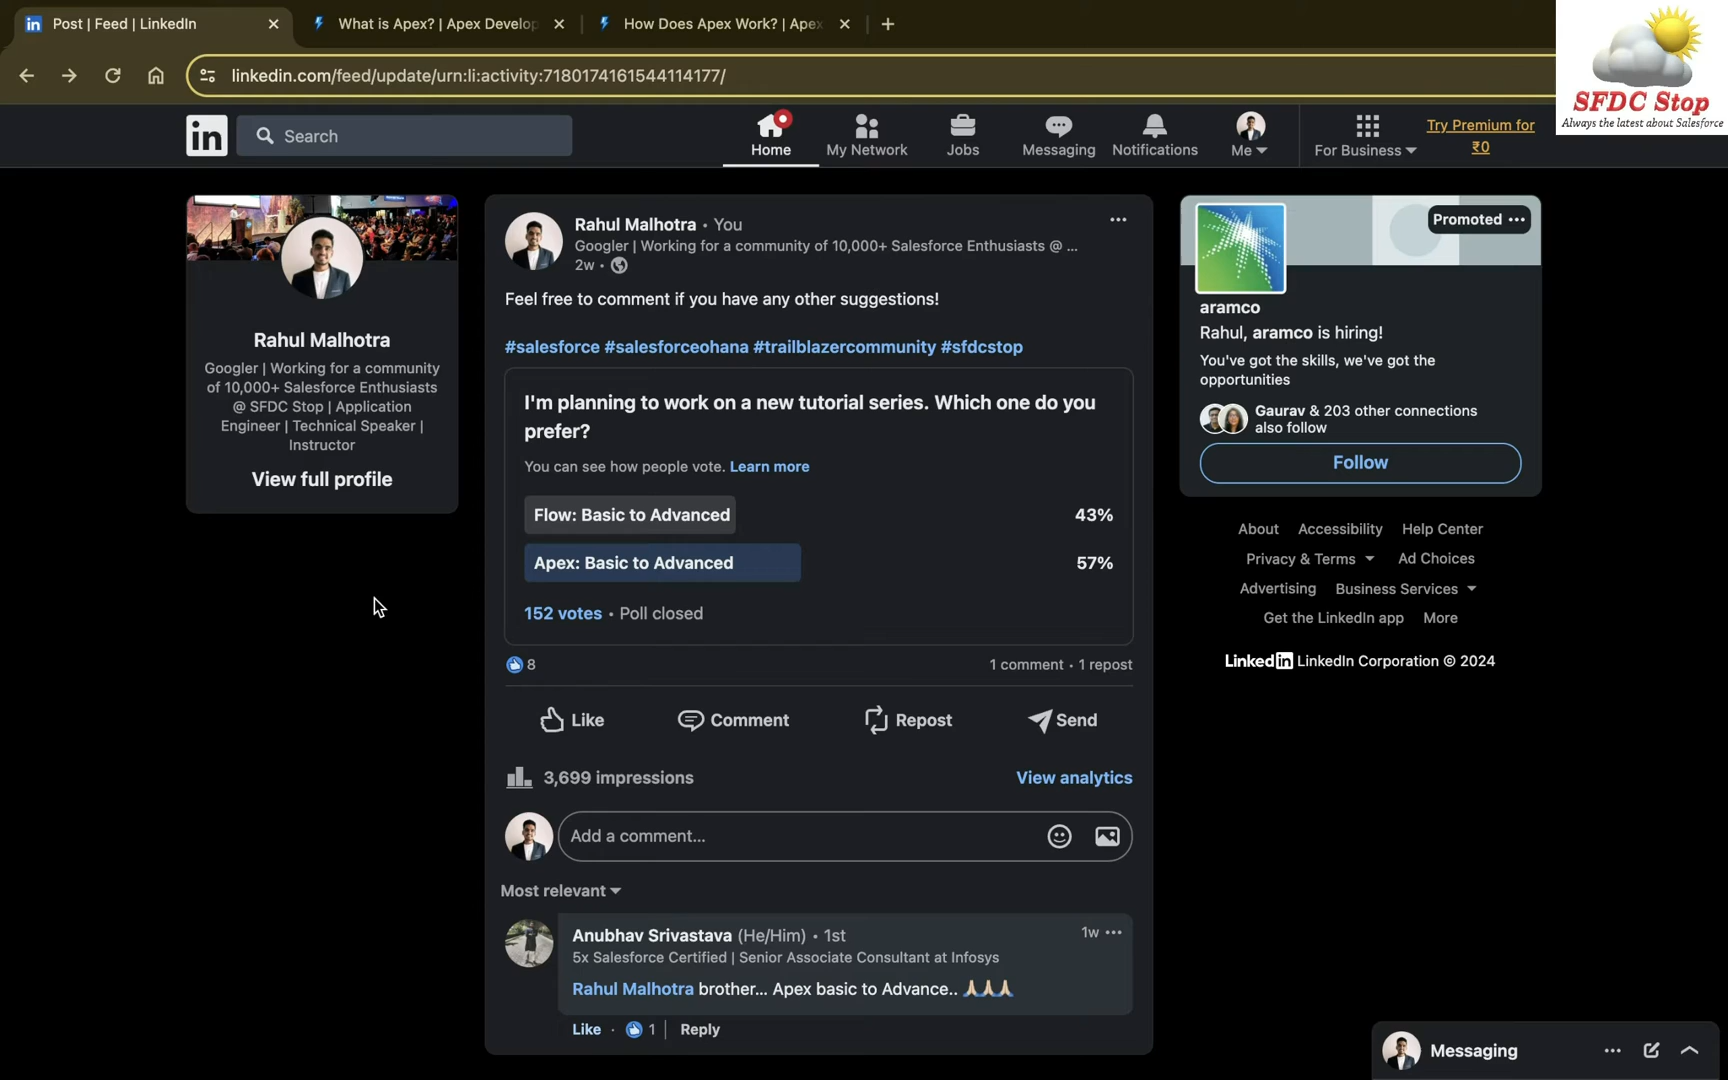 Post | Feed | LinkedIn
What is Apex? | Apex Develop
How Does Apex Work? | Apex
linkedin.com/feed/update/urn:li:activity:7180174161544114177/
SFDC Stop
Always the latest about Salesforce
in
Search
Home
My Network
Jobs
Messaging
Notifications
Me
For Business
Try Premium for
₹0
Rahul Malhotra
Googler | Working for a community
of 10,000+ Salesforce Enthusiasts
@ SFDC Stop | Application
Engineer | Technical Speaker |
Instructor
View full profile
Rahul Malhotra • You
Googler | Working for a community of 10,000+ Salesforce Enthusiasts @ ...
2w •
Feel free to comment if you have any other suggestions!
#salesforce #salesforceohana #trailblazercommunity #sfdcstop
I'm planning to work on a new tutorial series. Which one do you
prefer?
You can see how people vote. Learn more
Flow: Basic to Advanced 43%
Apex: Basic to Advanced 57%
152 votes • Poll closed
8
1 comment • 1 repost
Like
Comment
Repost
Send
3,699 impressions
View analytics
Add a comment...
Most relevant
Anubhav Srivastava (He/Him) • 1st
1w
5x Salesforce Certified | Senior Associate Consultant at Infosys
Rahul Malhotra brother... Apex basic to Advance.. 🙏🙏🙏
Like · 1 | Reply
Promoted
aramco
Rahul, aramco is hiring!
You've got the skills, we've got the
opportunities
Gaurav & 203 other connections
also follow
Follow
About Accessibility Help Center
Privacy & Terms Ad Choices
Advertising Business Services
Get the LinkedIn app More
LinkedIn LinkedIn Corporation © 2024
Messaging